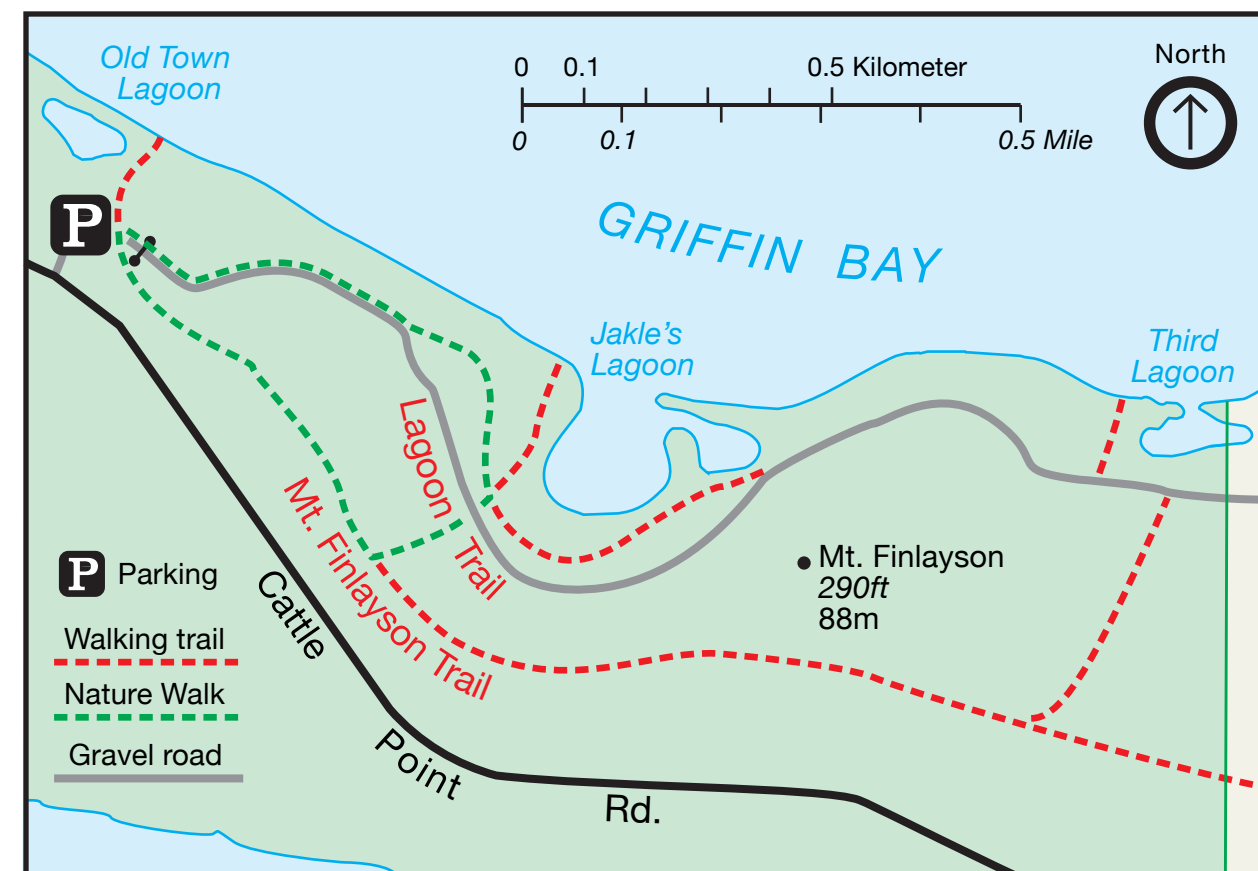 Old Town
Lagoon
0 0.1 0.5 Kilometer
0 0.1 0.5 Mile
North
P
GRIFFIN BAY
Jakle's
Lagoon
Third
Lagoon
Lagoon Trail
Mt. Finlayson Trail
Mt. Finlayson
290ft
88m
Cattle Point Rd.
P Parking
Walking trail
Nature Walk
Gravel road